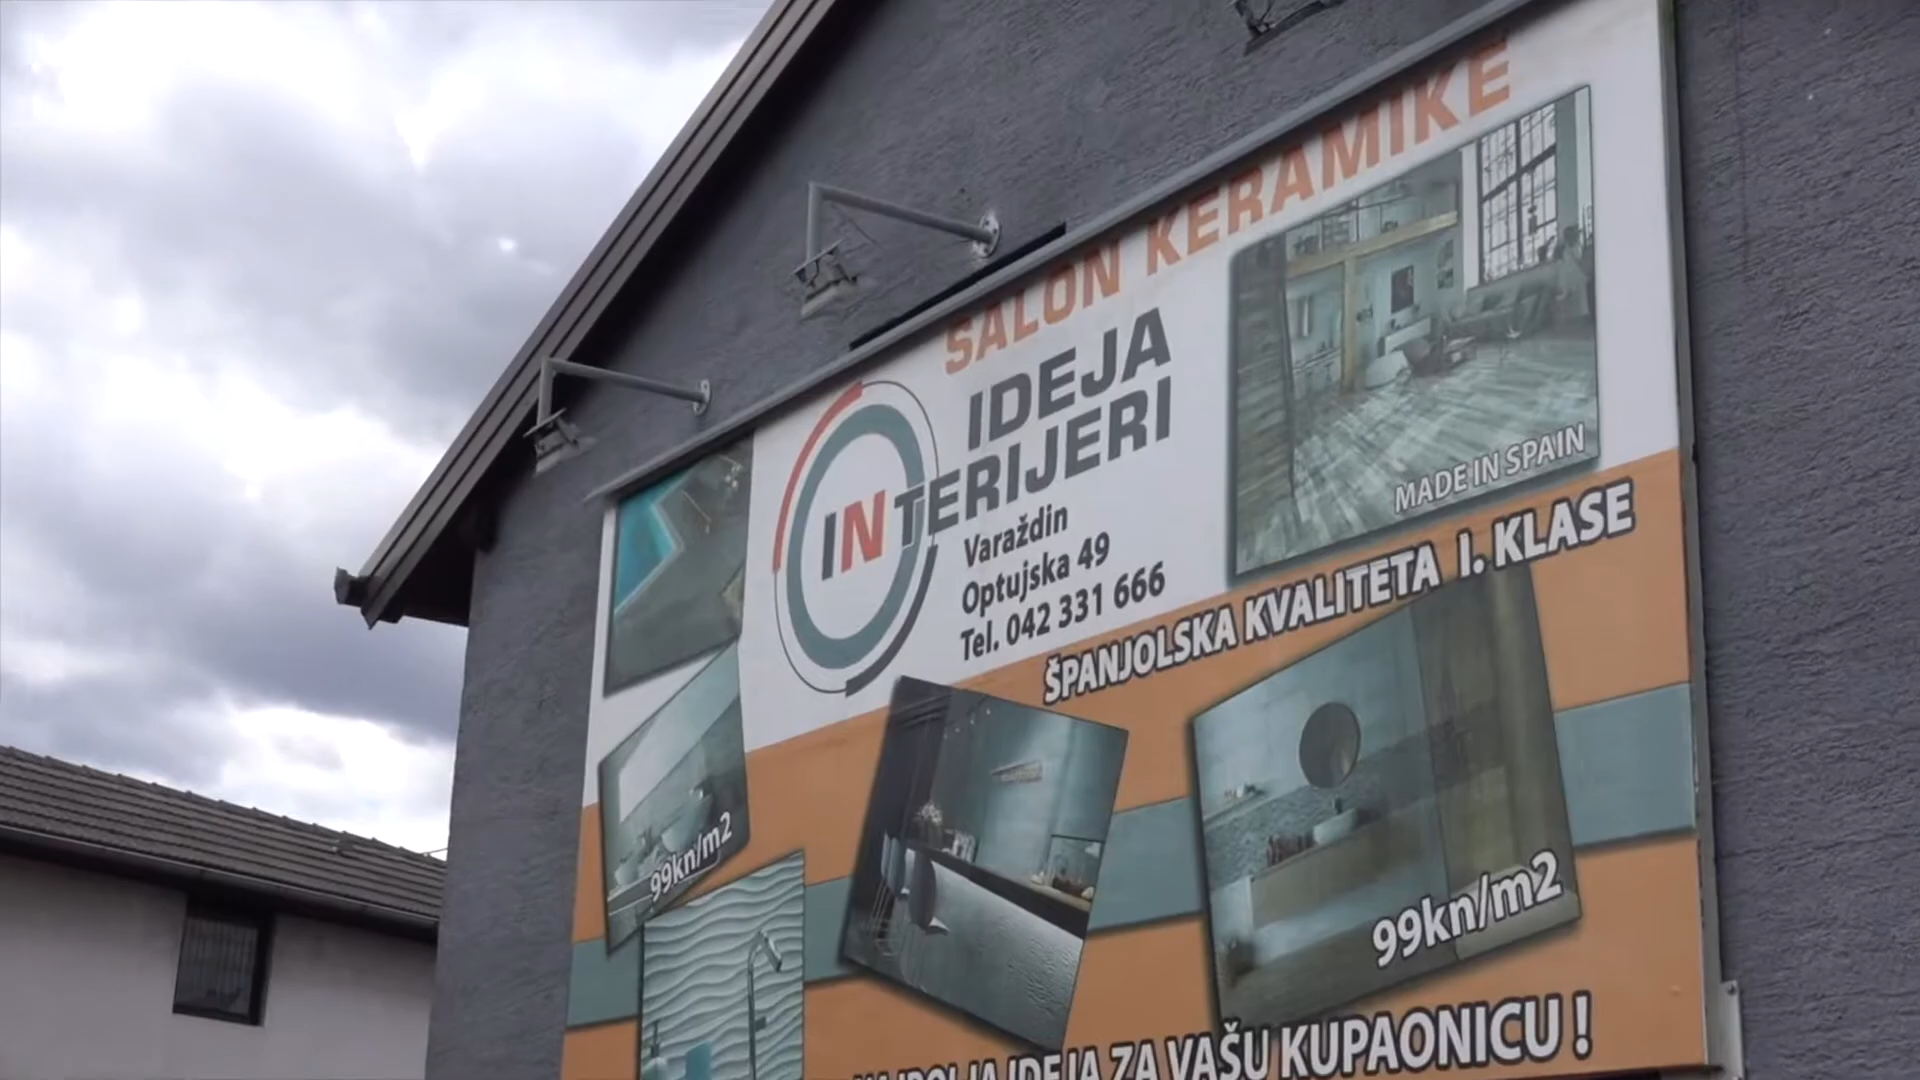 SALON KERAMIKE
IDEJA
INTERIJERI
Varaždin
Optujska 49
Tel. 042 331 666
MADE IN SPAIN
ŠPANJOLSKA KVALITETA I. KLASE
99kn/m2
99kn/m2
IDEJA ZA VAŠU KUPAONICU !